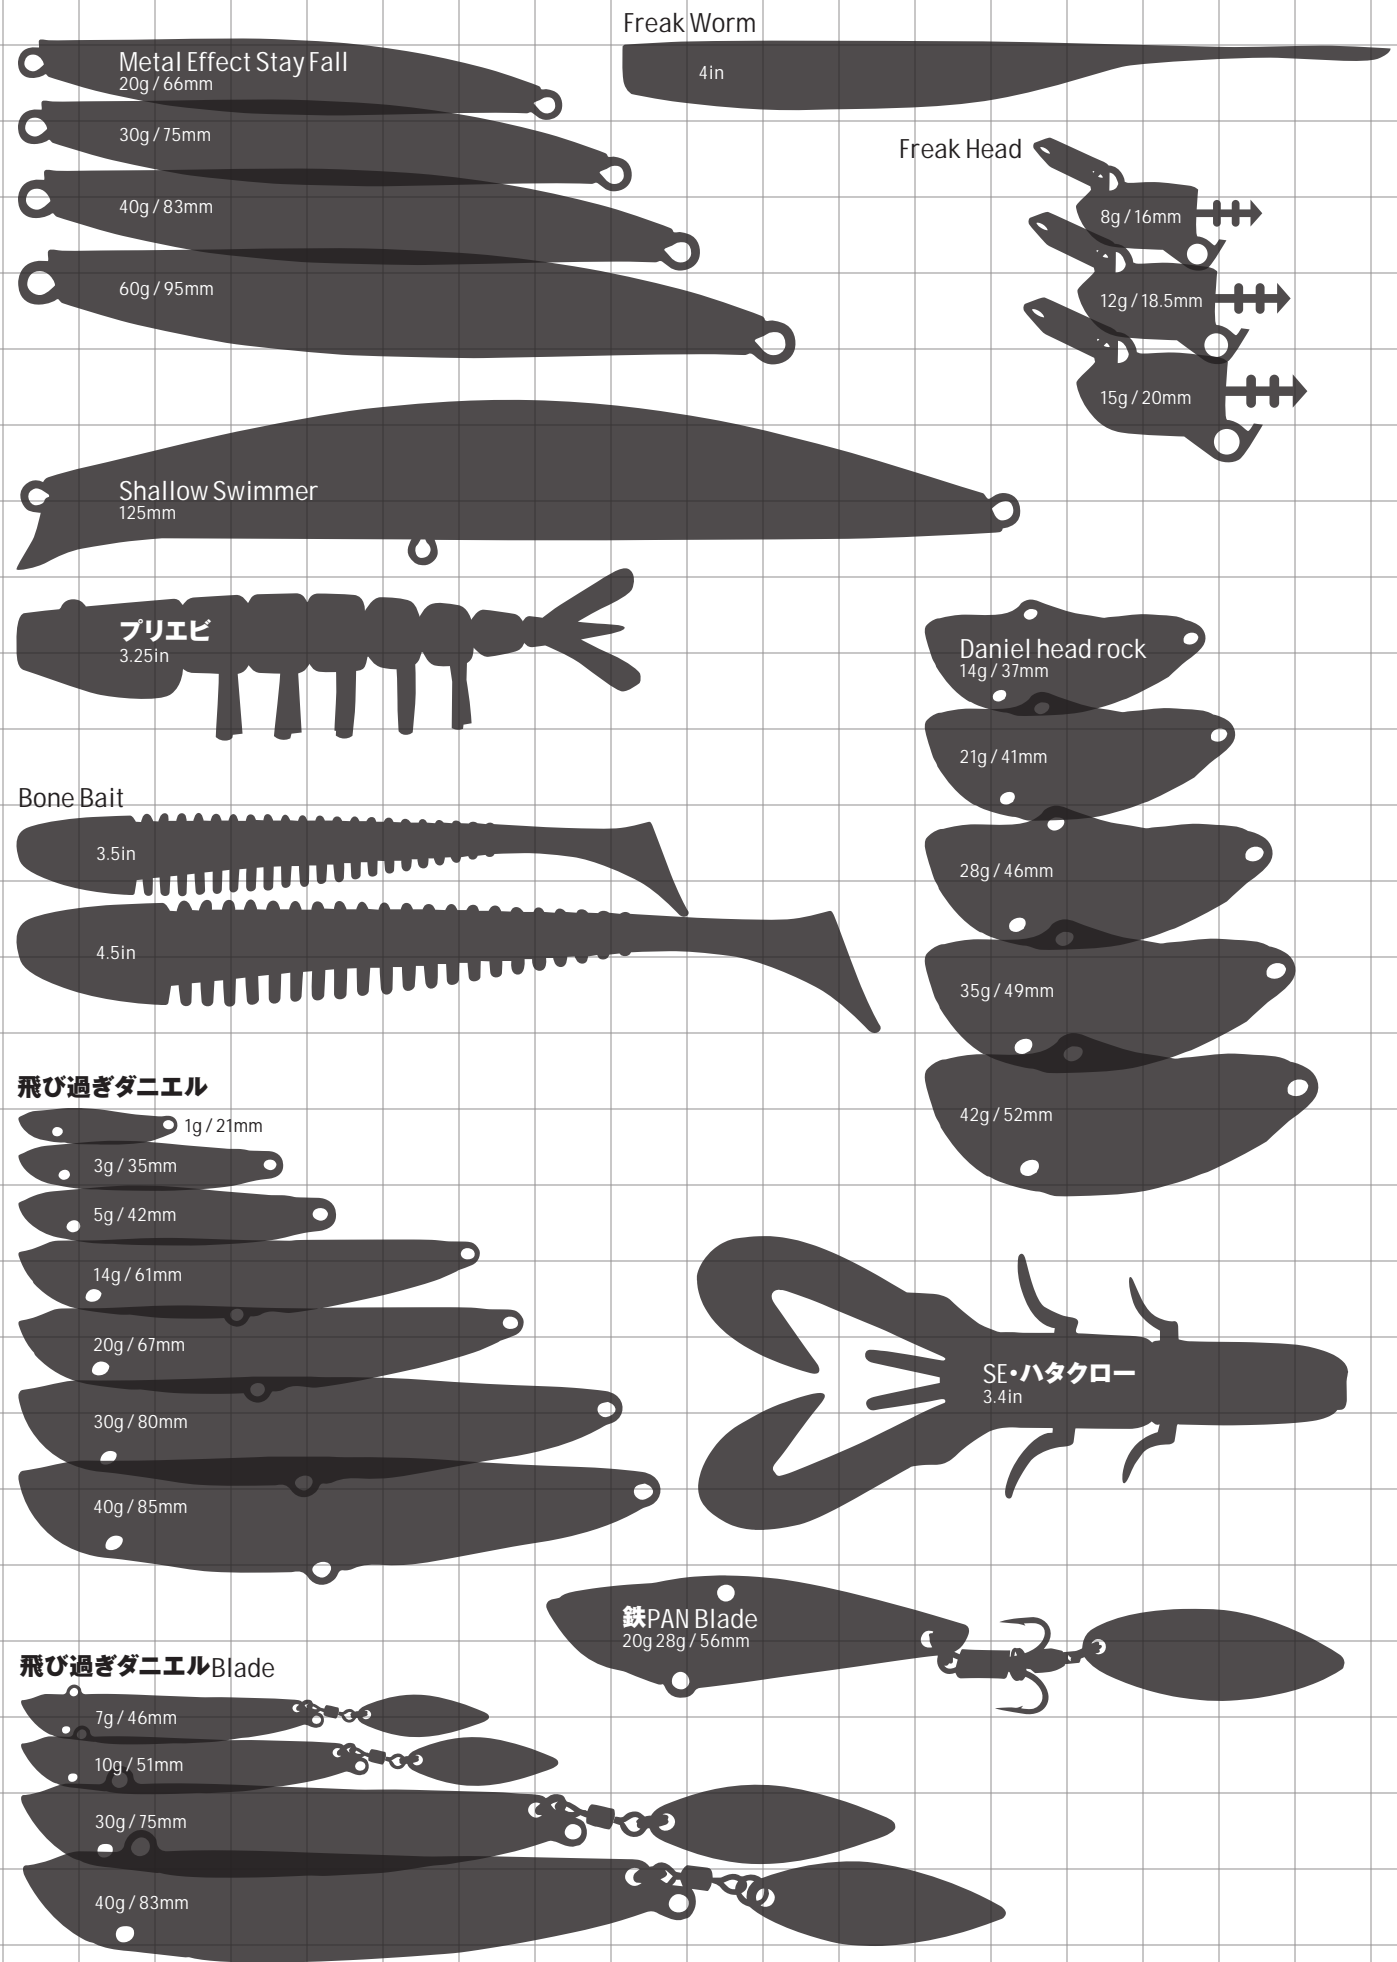 Freak Worm
4in
Metal Effect Stay Fall
20g / 66mm
30g / 75mm
40g / 83mm
60g / 95mm
Freak Head
8g / 16mm
12g / 18.5mm
15g / 20mm
Shallow Swimmer
125mm
プリエビ
3.25in
Daniel head rock
14g / 37mm
21g / 41mm
28g / 46mm
35g / 49mm
42g / 52mm
Bone Bait
3.5in
4.5in
飛び過ぎダニエル
1g / 21mm
3g / 35mm
5g / 42mm
14g / 61mm
20g / 67mm
30g / 80mm
40g / 85mm
SE・ハタクロー
3.4in
鉄PAN Blade
20g 28g / 56mm
飛び過ぎダニエルBlade
7g / 46mm
10g / 51mm
30g / 75mm
40g / 83mm